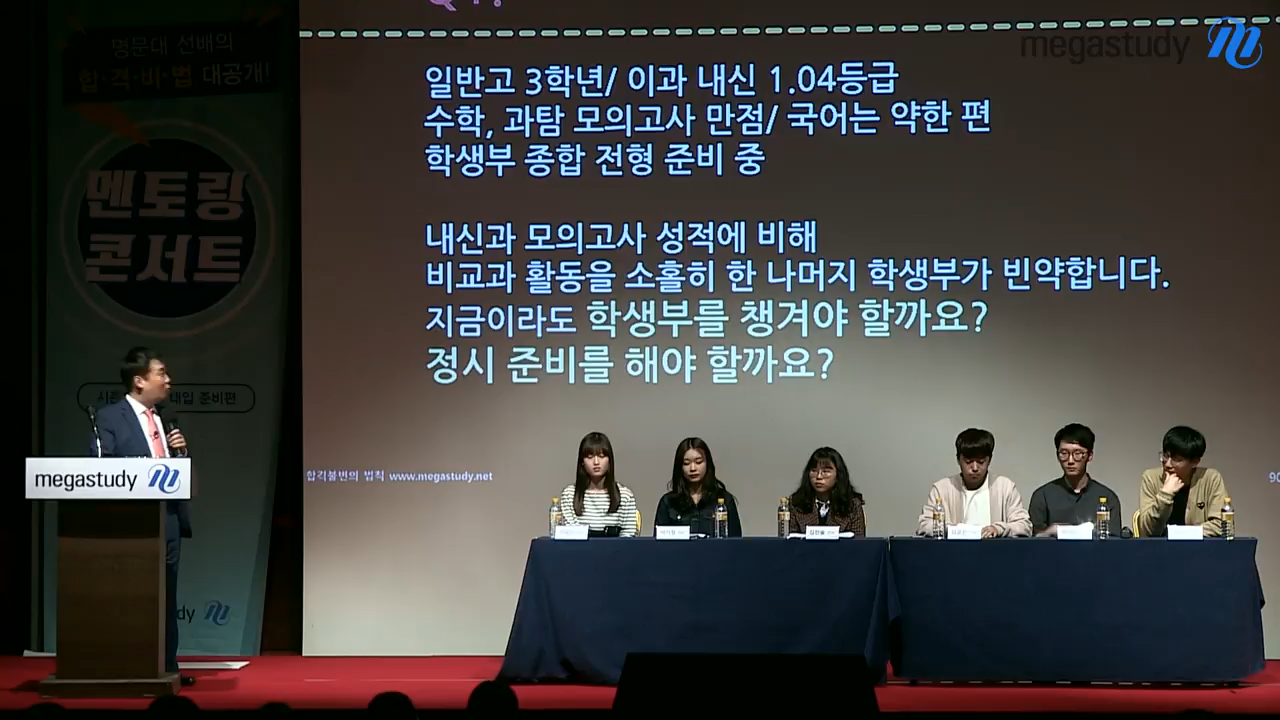 명문대 선배의
합·격·비·법 대공개!
멘토링
콘서트
대입 준비편
megastudy
megastudy
일반고 3학년/ 이과 내신 1.04등급
수학, 과탐 모의고사 만점/ 국어는 약한 편
학생부 종합 전형 준비 중
내신과 모의고사 성적에 비해
비교과 활동을 소홀히 한 나머지 학생부가 빈약합니다.
지금이라도 학생부를 챙겨야 할까요?
정시 준비를 해야 할까요?
합격불변의 법칙 www.megastudy.net